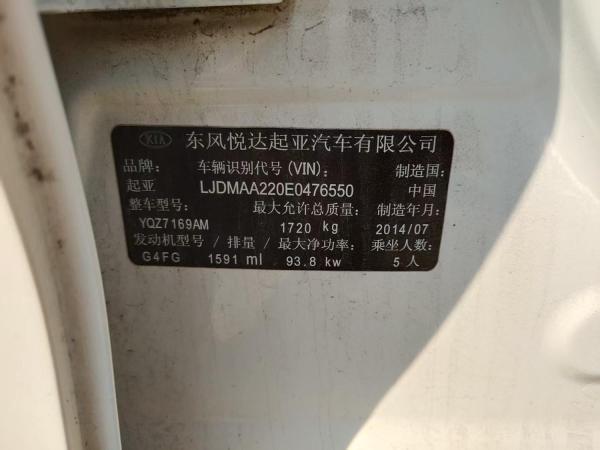 KIA 东风悦达起亚汽车有限公司
品牌: 车辆识别代号(VIN): 制造国:
起亚 LJDMAA220E0476550 中国
整车型号: 最大允许总质量: 制造年月:
YQZ7169AM 1720 kg 2014/07
发动机型号/排量/最大净功率: 乘坐人数:
G4FG 1591 ml 93.8 kw 5 人